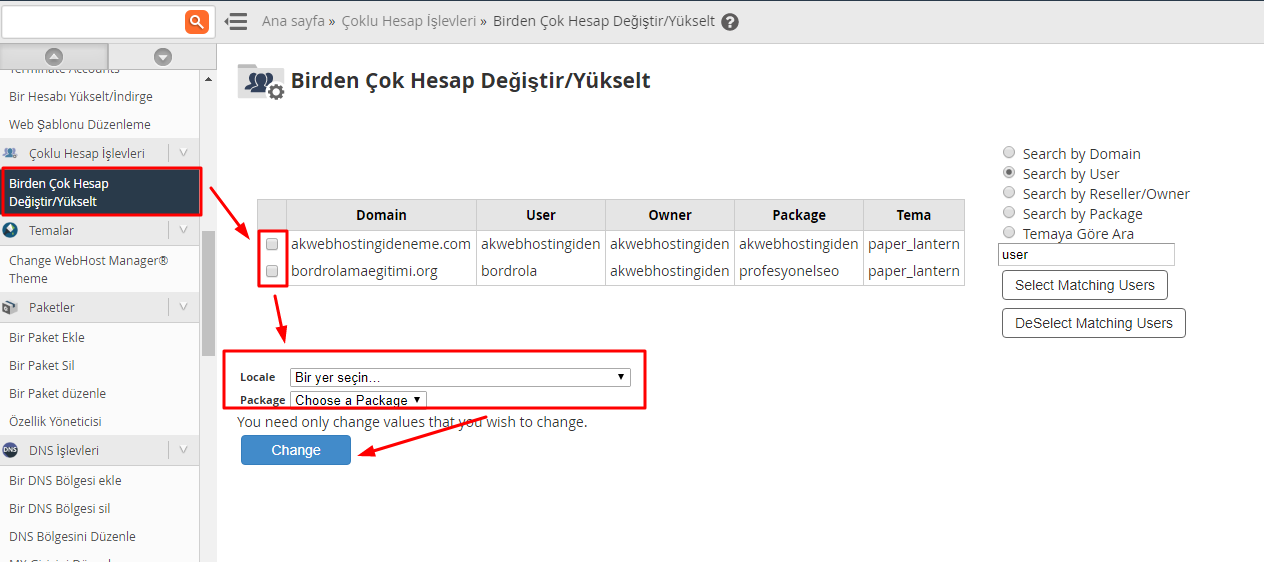 Ana sayfa » Çoklu Hesap İşlevleri » Birden Çok Hesap Değiştir/Yükselt
Terminate Accounts
Bir Hesabı Yükselt/İndirge
Web Şablonu Düzenleme
Çoklu Hesap İşlevleri
Birden Çok Hesap
Değiştir/Yükselt
Temalar
Change WebHost Manager®
Theme
Paketler
Bir Paket Ekle
Bir Paket Sil
Bir Paket düzenle
Özellik Yöneticisi
DNS
DNS İşlevleri
Bir DNS Bölgesi ekle
Bir DNS Bölgesi sil
DNS Bölgesini Düzenle
Birden Çok Hesap Değiştir/Yükselt
Domain User Owner Package Tema
akwebhostingideneme.com akwebhostingiden akwebhostingiden akwebhostingiden paper_lantern
bordrolamaegitimi.org bordrola akwebhostingiden profesyonelseo paper_lantern
Search by Domain
Search by User
Search by Reseller/Owner
Search by Package
Temaya Göre Ara
user
Select Matching Users
DeSelect Matching Users
Locale Bir yer seçin...
Package Choose a Package
You need only change values that you wish to change.
Change